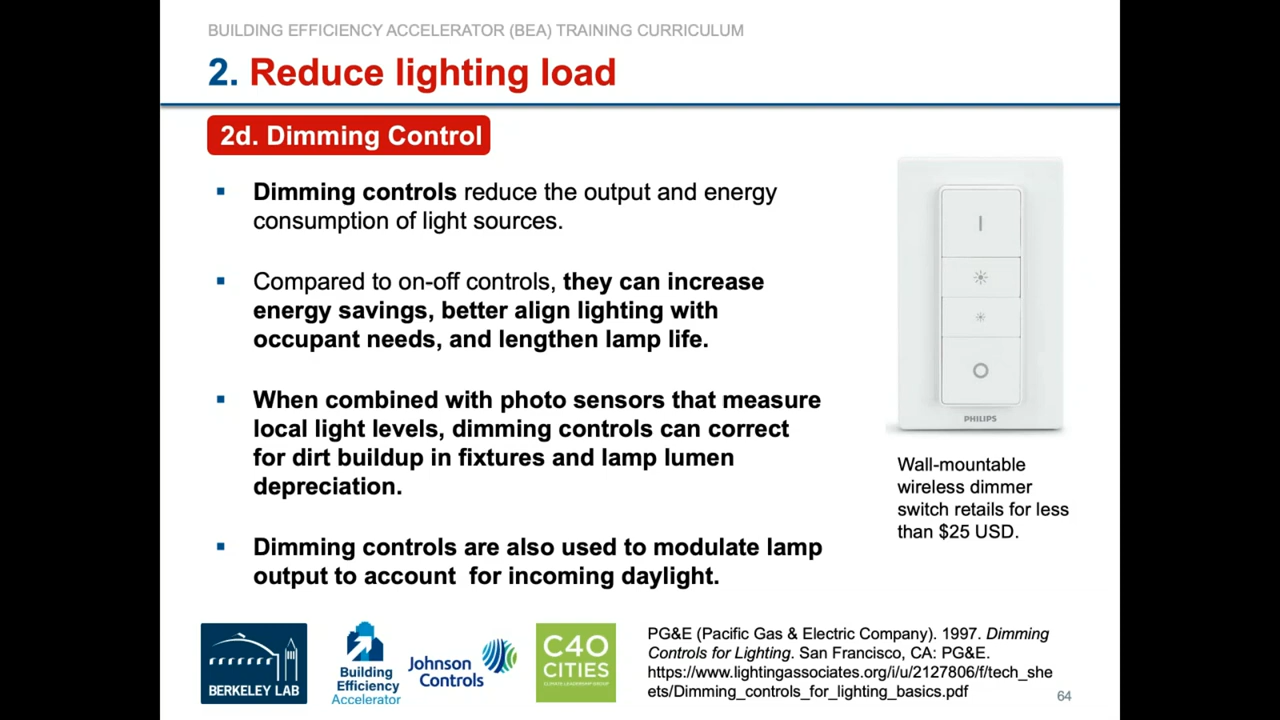 BUILDING EFFICIENCY ACCELERATOR (BEA) TRAINING CURRICULUM
2. Reduce lighting load
2d. Dimming Control
▪ Dimming controls reduce the output and energy
consumption of light sources.
▪ Compared to on-off controls, they can increase
energy savings, better align lighting with
occupant needs, and lengthen lamp life.
▪ When combined with photo sensors that measure
local light levels, dimming controls can correct
for dirt buildup in fixtures and lamp lumen
depreciation.
▪ Dimming controls are also used to modulate lamp
output to account  for incoming daylight.
PHILIPS
Wall-mountable
wireless dimmer
switch retails for less
than $25 USD.
BERKELEY LAB
Building
Efficiency
Accelerator
Johnson
Controls
C40
CITIES
CLIMATE LEADERSHIP GROUP
PG&E (Pacific Gas & Electric Company). 1997. Dimming
Controls for Lighting. San Francisco, CA: PG&E.
https://www.lightingassociates.org/i/u/2127806/f/tech_she
ets/Dimming_controls_for_lighting_basics.pdf
64